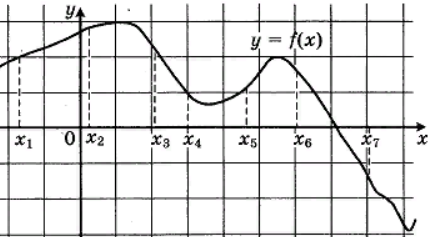 y
y = f(x)
x₁ 0 x₂ x₃ x₄ x₅ x₆ x₇ x